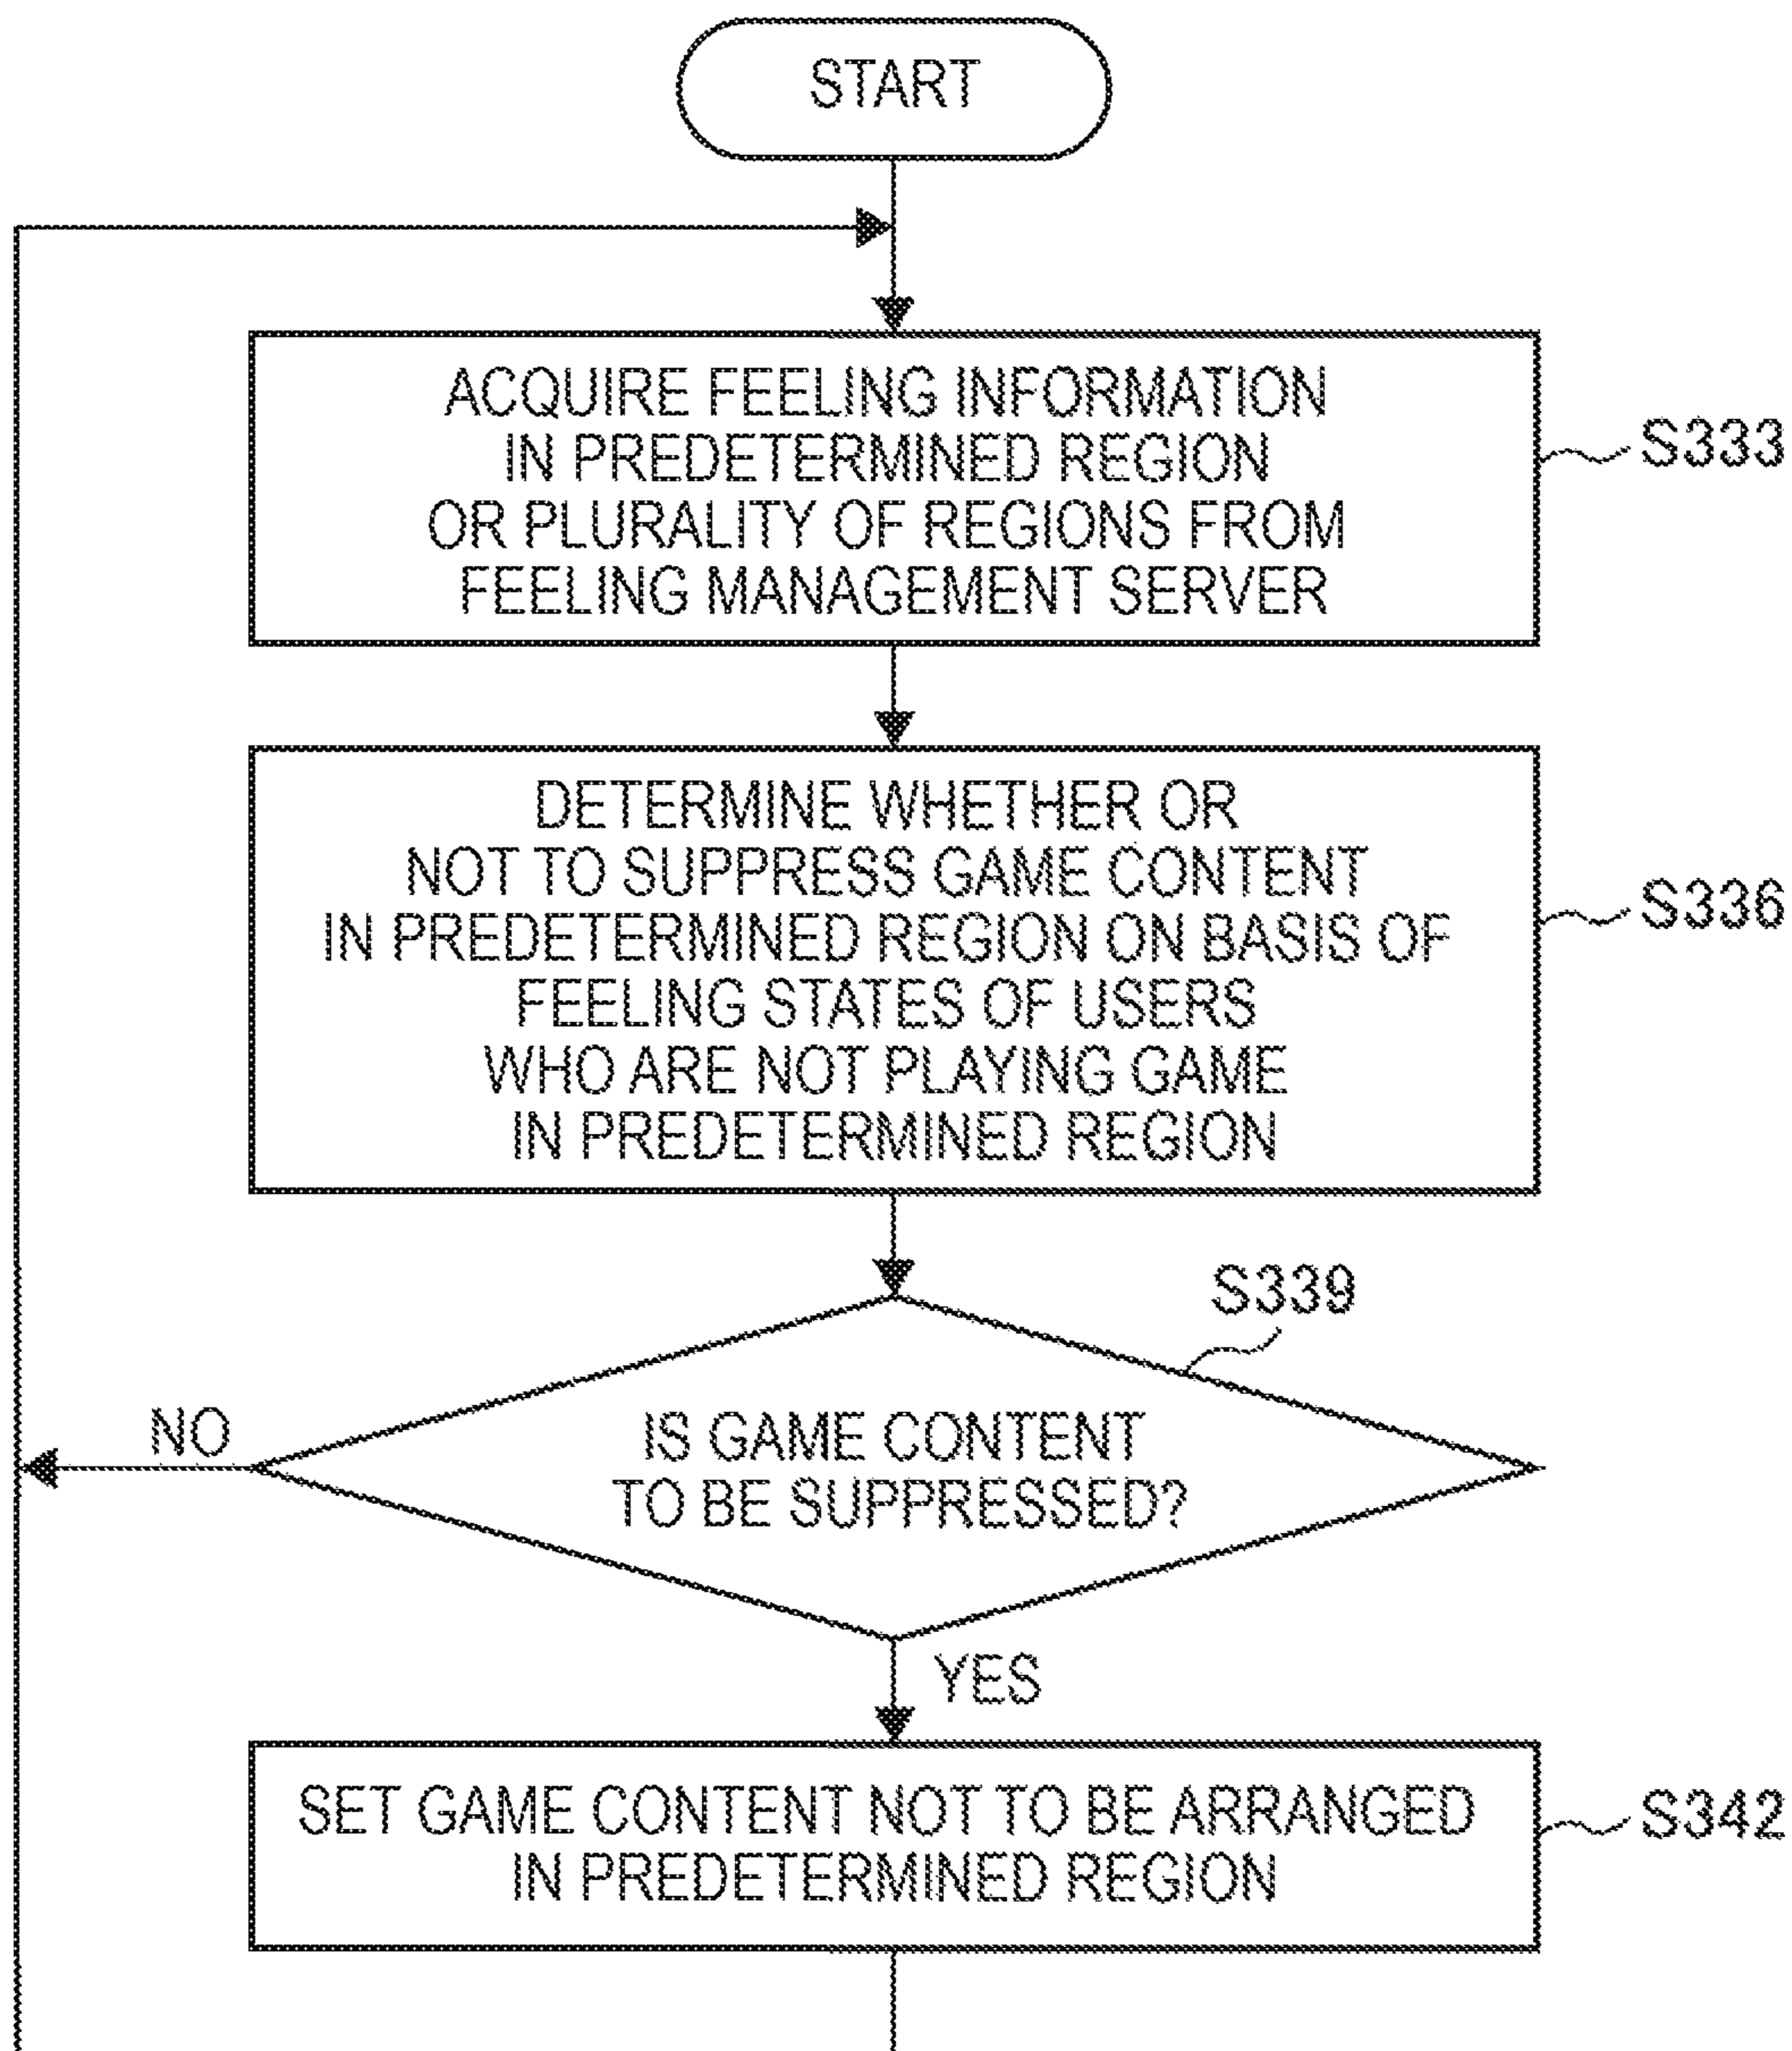 START
ACQUIRE FEELING INFORMATION
IN PREDETERMINED REGION
OR PLURALITY OF REGIONS FROM
FEELING MANAGEMENT SERVER
S333
DETERMINE WHETHER OR
NOT TO SUPPRESS GAME CONTENT
IN PREDETERMINED REGION ON BASIS OF
FEELING STATES OF USERS
WHO ARE NOT PLAYING GAME
IN PREDETERMINED REGION
S336
S339
IS GAME CONTENT
TO BE SUPPRESSED?
NO
YES
SET GAME CONTENT NOT TO BE ARRANGED
IN PREDETERMINED REGION
S342